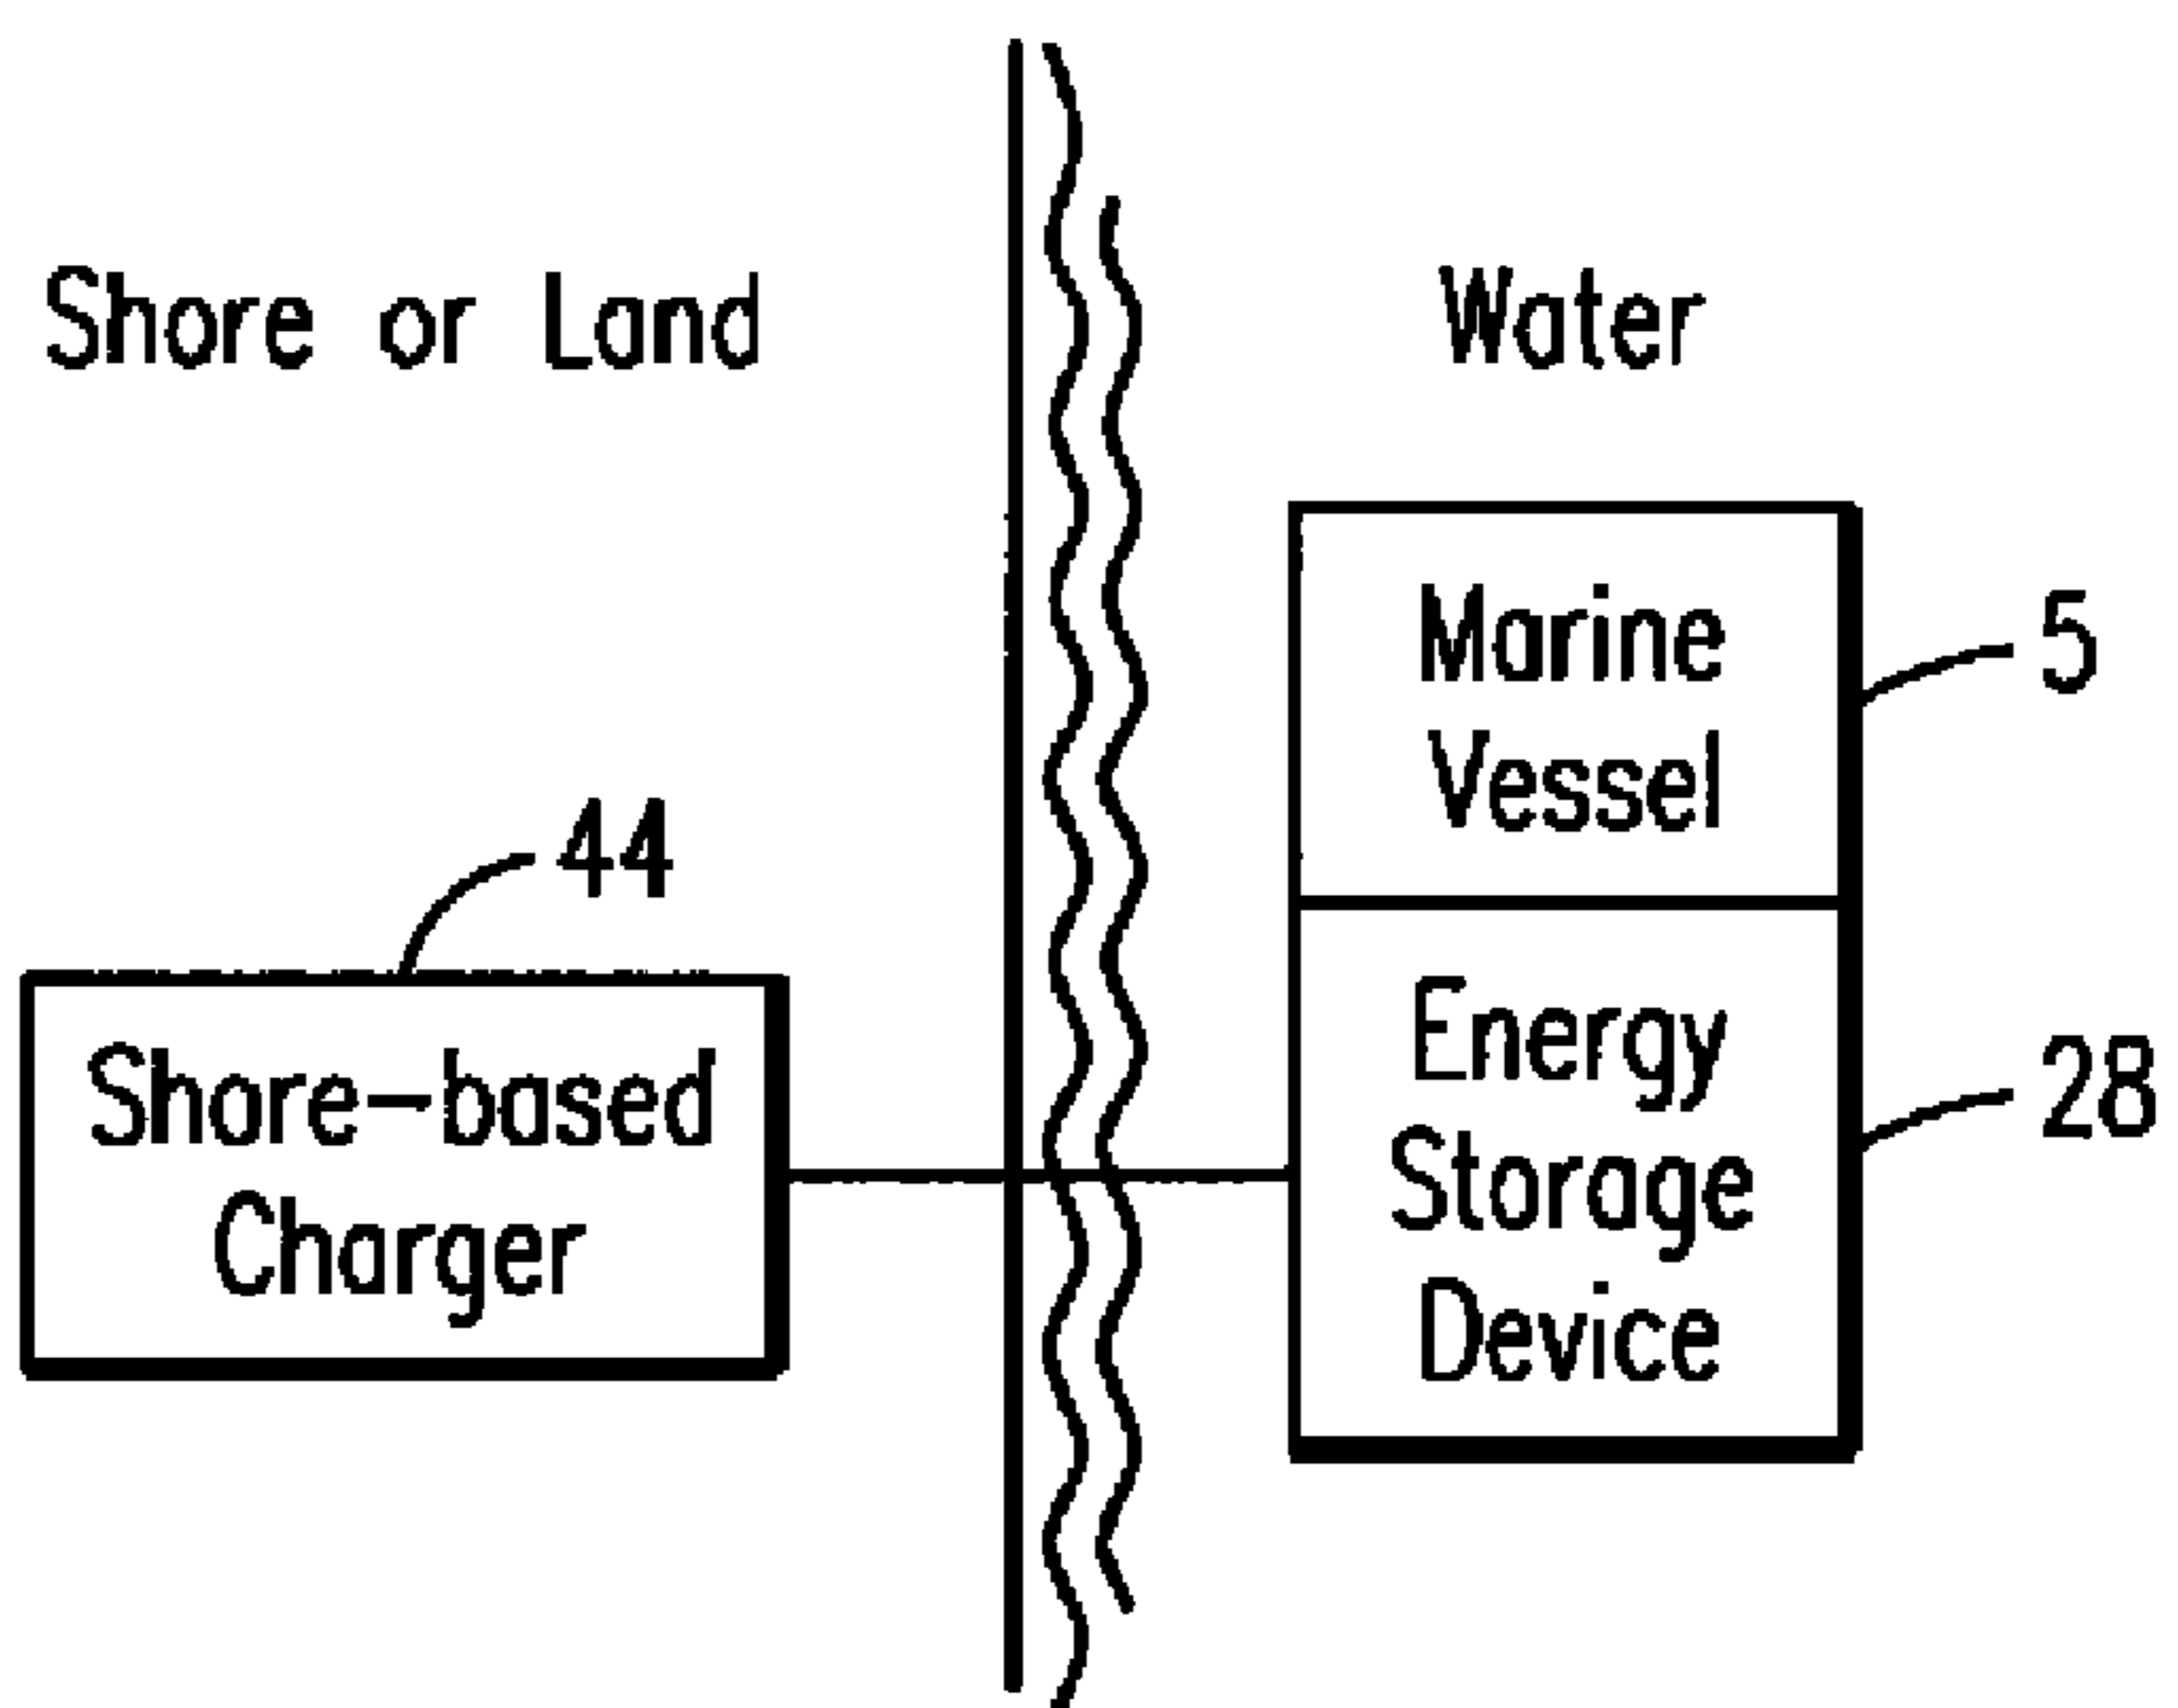 Shore or Land
Water
Marine
Vessel
5
44
Shore-based
Charger
Energy
Storage
Device
28